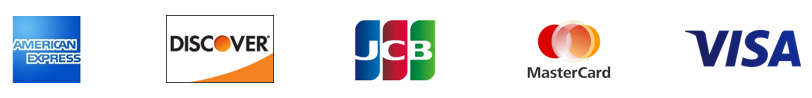 AMERICAN
EXPRESS
DISCOVER
JCB
MasterCard
VISA